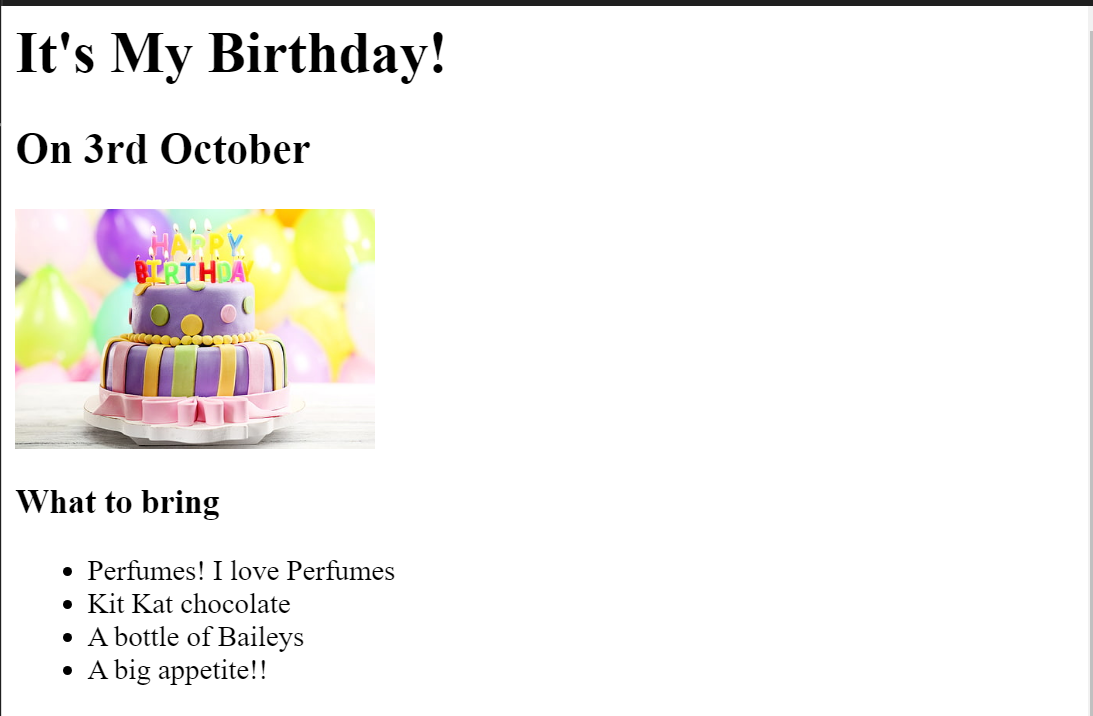 It's My Birthday!
On 3rd October
HAPPY
BIRTHDAY
What to bring
Perfumes! I love Perfumes
Kit Kat chocolate
A bottle of Baileys
A big appetite!!